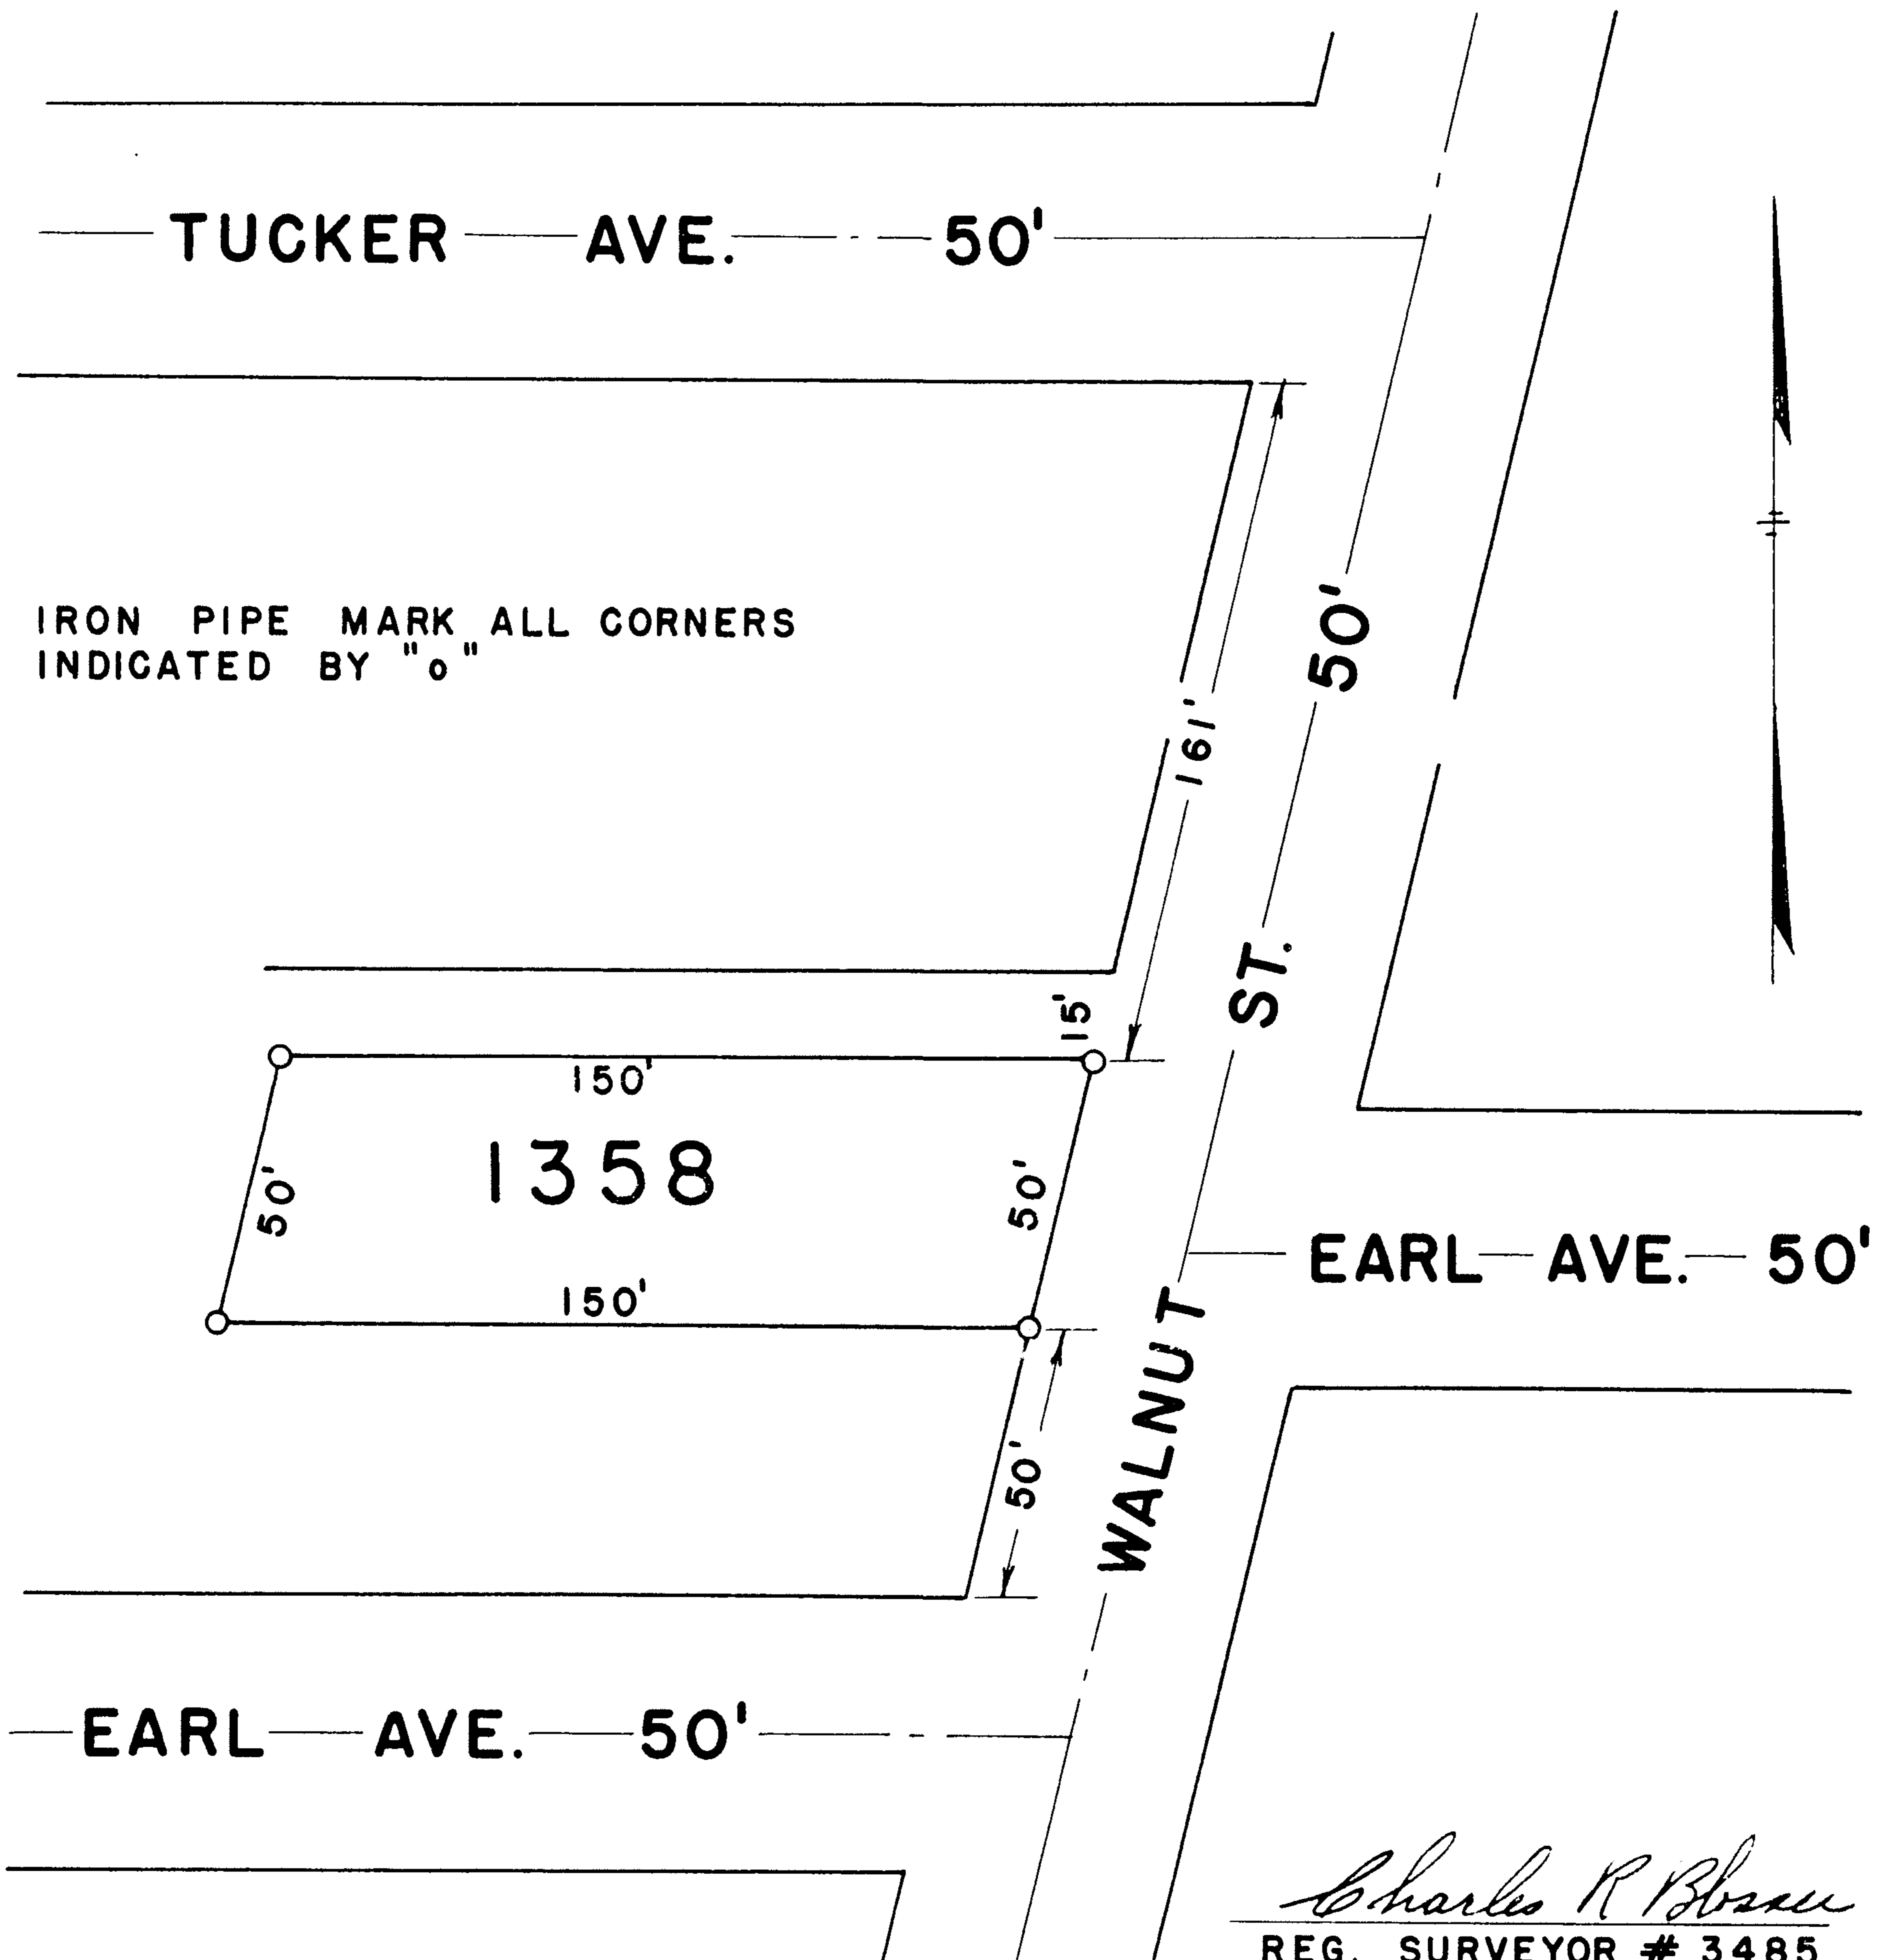 TUCKER AVE. 50'
IRON PIPE MARK ALL CORNERS
INDICATED BY "o"
161'
50'
15'
ST.
150'
1358
50'
50'
EARL AVE. 50'
150'
WALNUT
50'
EARL AVE. 50'
Charles R
REG. SURVEYOR # 3485